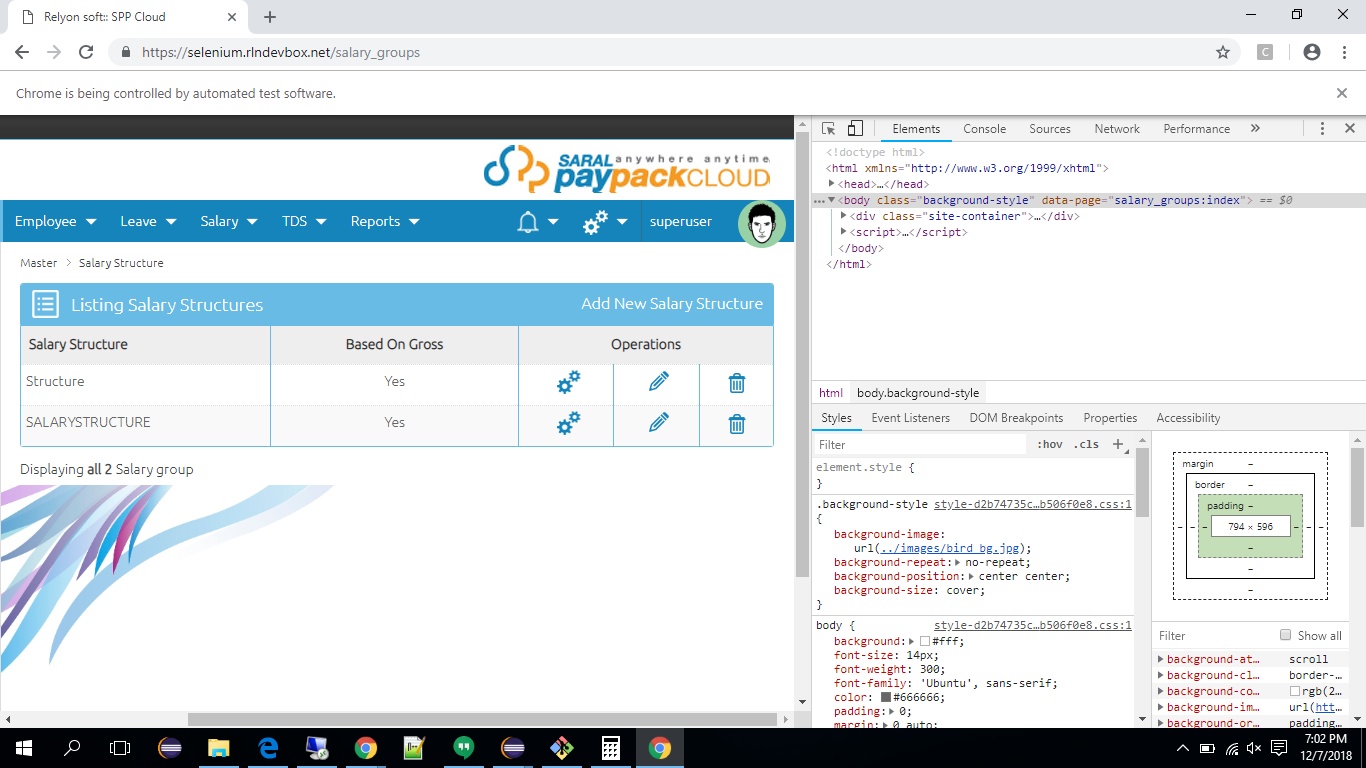 Relyon soft:: SPP Cloud
https://selenium.rlndevbox.net/salary_groups
C
Chrome is being controlled by automated test software.
SARAL anywhere anytime
paypackCLOUD
Employee Leave Salary TDS Reports superuser
Master > Salary Structure
Listing Salary Structures Add New Salary Structure
Salary Structure Based On Gross Operations
Structure Yes
SALARYSTRUCTURE Yes
Displaying all 2 Salary group
Elements Console Sources Network Performance »
<!doctype html>
<html xmlns="http://www.w3.org/1999/xhtml">
<head>…</head>
<body class="background-style" data-page="salary_groups:index"> == $0
<div class="site-container">…</div>
<script>…</script>
</body>
</html>
html body.background-style
Styles Event Listeners DOM Breakpoints Properties Accessibility
Filter :hov .cls +
element.style {
}
.background-style style-d2b74735c…b506f0e8.css:1
{
background-image:
url(../images/bird_bg.jpg);
background-repeat: no-repeat;
background-position: center center;
background-size: cover;
}
body { style-d2b74735c…b506f0e8.css:1
background: #fff;
font-size: 14px;
font-weight: 300;
font-family: 'Ubuntu', sans-serif;
color: #666666;
padding: 0;
margin: 0 auto;
margin –
border –
padding –
– – – 794 × 596 – – –
–
–
–
Filter Show all
background-at… scroll
background-cl… border-…
background-co… rgb(2…
background-im… url(htt…
background-or… padding…
7:02 PM
12/7/2018